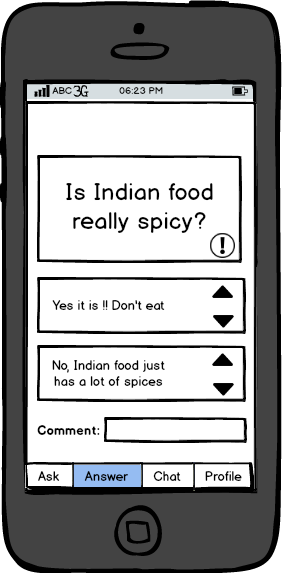 ABC 3G 06:23 PM
Is Indian food
really spicy?
!
Yes it is !! Don't eat
No, Indian food just
has a lot of spices
Comment:
Ask Answer Chat Profile